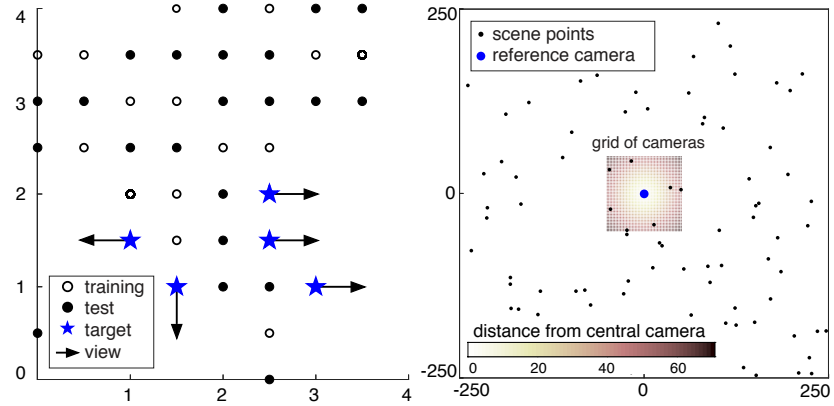 4
3
2
1
0
1
2
3
4
training
test
target
view
250
0
-250
-250
0
250
scene points
reference camera
grid of cameras
distance from central camera
0 20 40 60